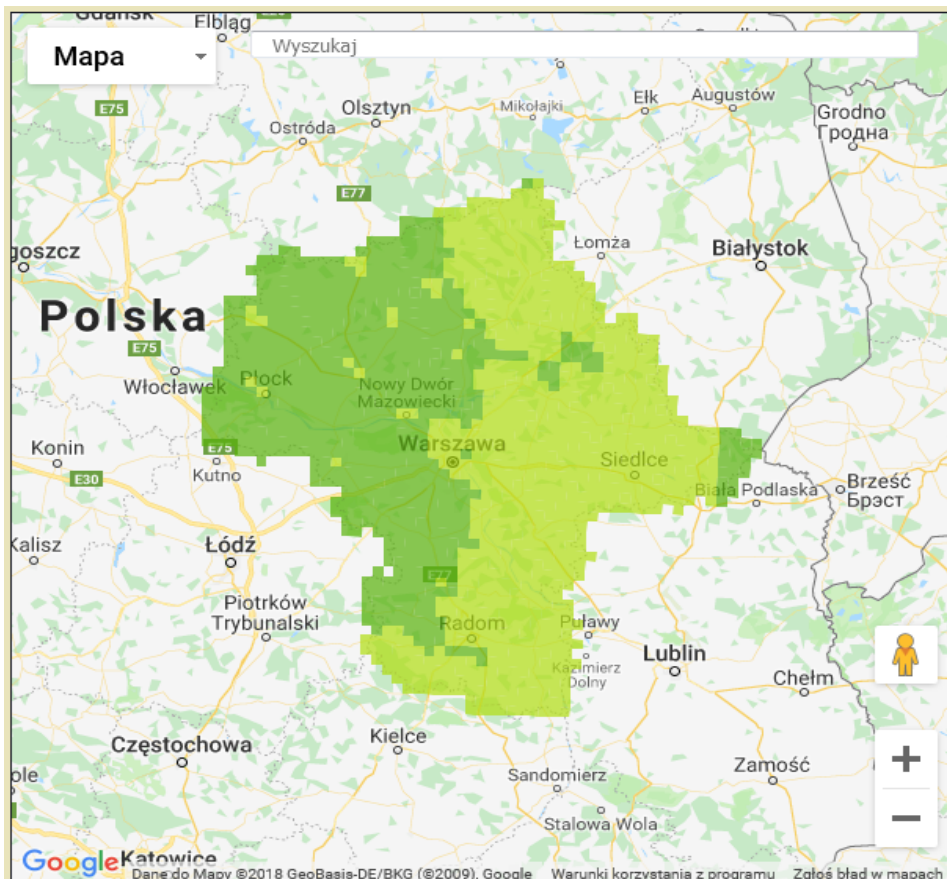 Gdańsk
Elbląg
Mapa
Wyszukaj
E75
Olsztyn
Mikołajki
Ełk
Augustów
Grodno
Гродна
Ostróda
E77
goszcz
Łomża
Białystok
Polska
E75
Włocławek
Płock
Nowy Dwór
Mazowiecki
Konin
E75
Warszawa
Siedlce
E30
Kutno
Biała Podlaska
Brześć
Брэст
Kalisz
Łódź
E77
Piotrków
Trybunalski
Radom
Puławy
Kazimierz
Dolny
Lublin
Chełm
Częstochowa
Kielce
ole
Sandomierz
Zamość
Stalowa Wola
Google
Katowice
Dane do Mapy ©2018 GeoBasis-DE/BKG (©2009), Google
Warunki korzystania z programu
Zgłoś błąd w mapach